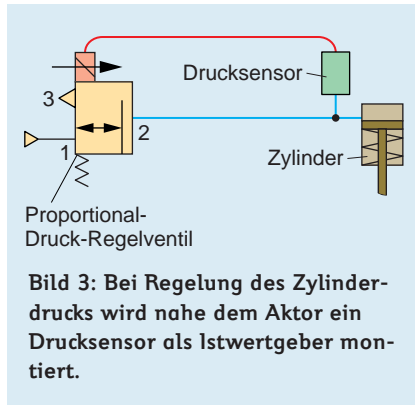 Drucksensor
3
2
1
Zylinder
Proportional-
Druck-Regelventil
Bild 3: Bei Regelung des Zylinder-
drucks wird nahe dem Aktor ein
Drucksensor als Istwertgeber mon-
tiert.